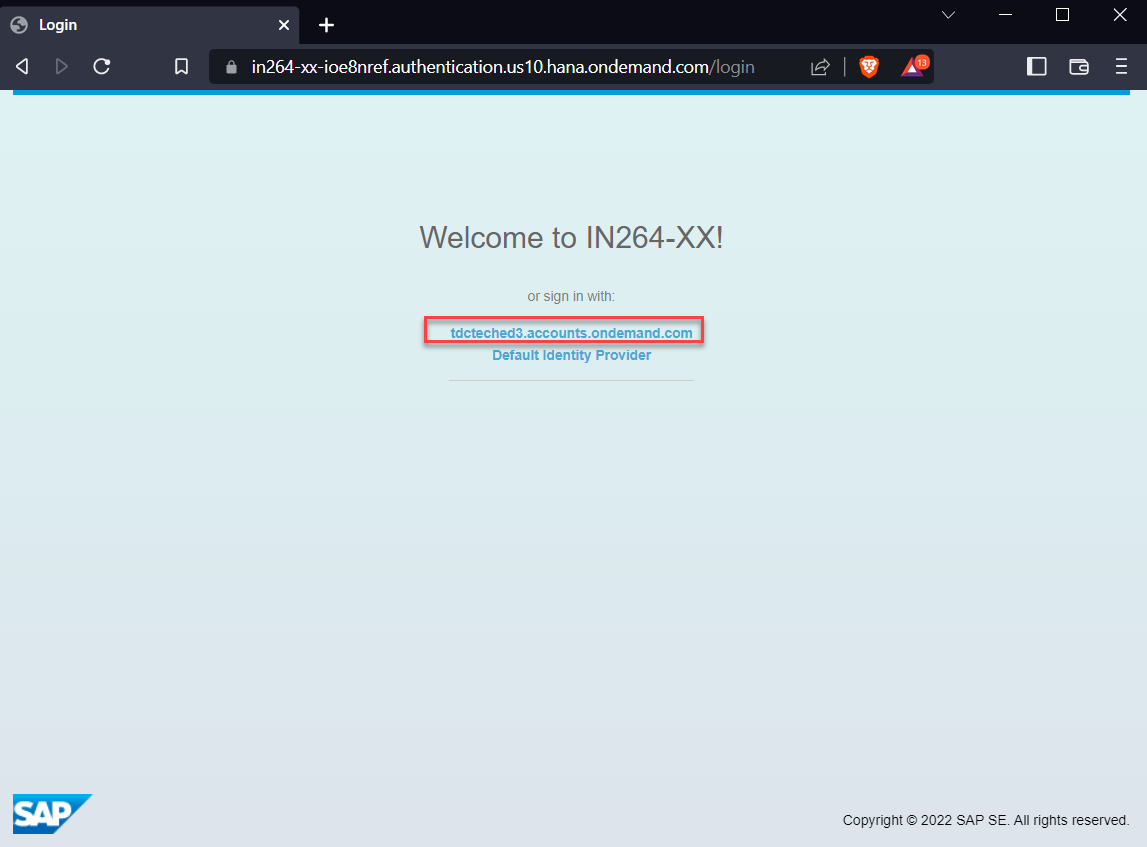 Login
in264-xx-ioe8nref.authentication.us10.hana.ondemand.com/login
13
Welcome to IN264-XX!
or sign in with:
tdcteched3.accounts.ondemand.com
Default Identity Provider
SAP
Copyright © 2022 SAP SE. All rights reserved.